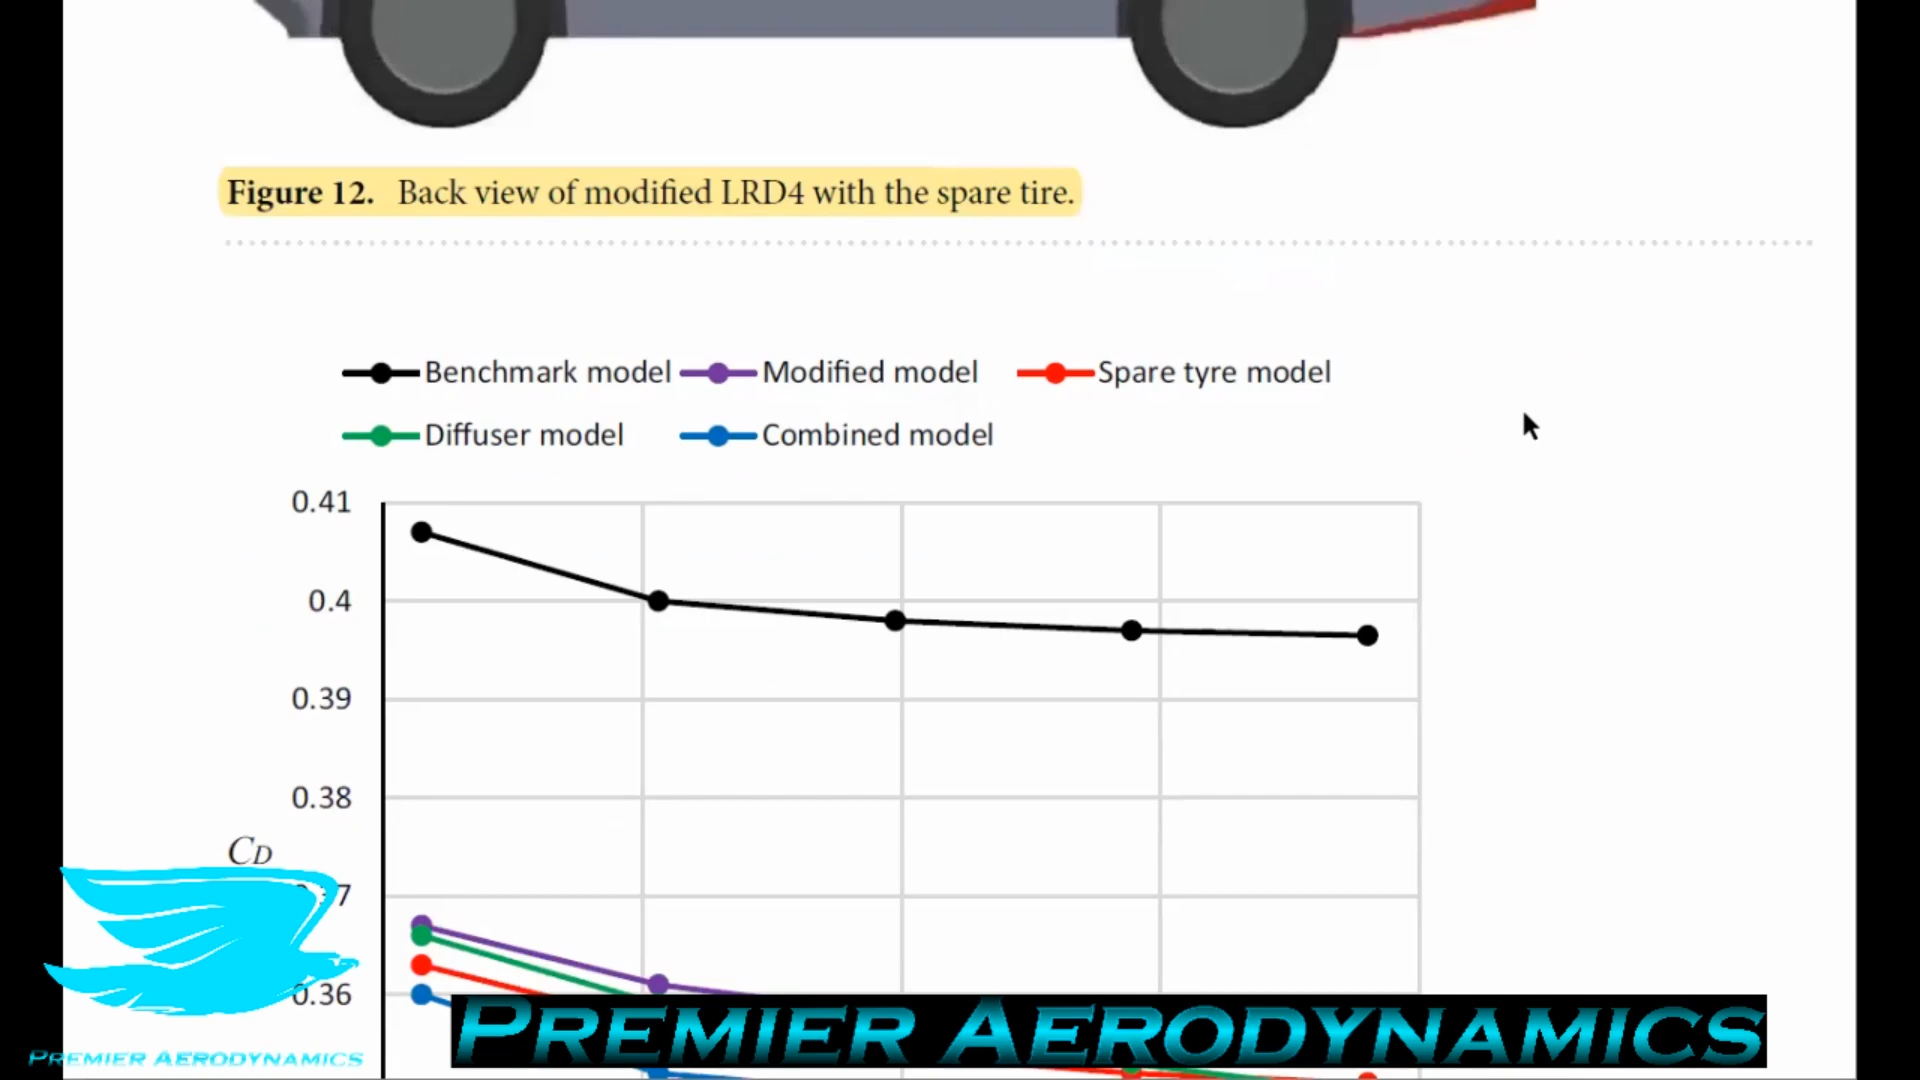 Figure 12. Back view of modified LRD4 with the spare tire.
Benchmark model Modified model Spare tyre model
Diffuser model Combined model
0.41
0.4
0.39
0.38
CD
0.36
PREMIER AERODYNAMICS
PREMIER AERODYNAMICS